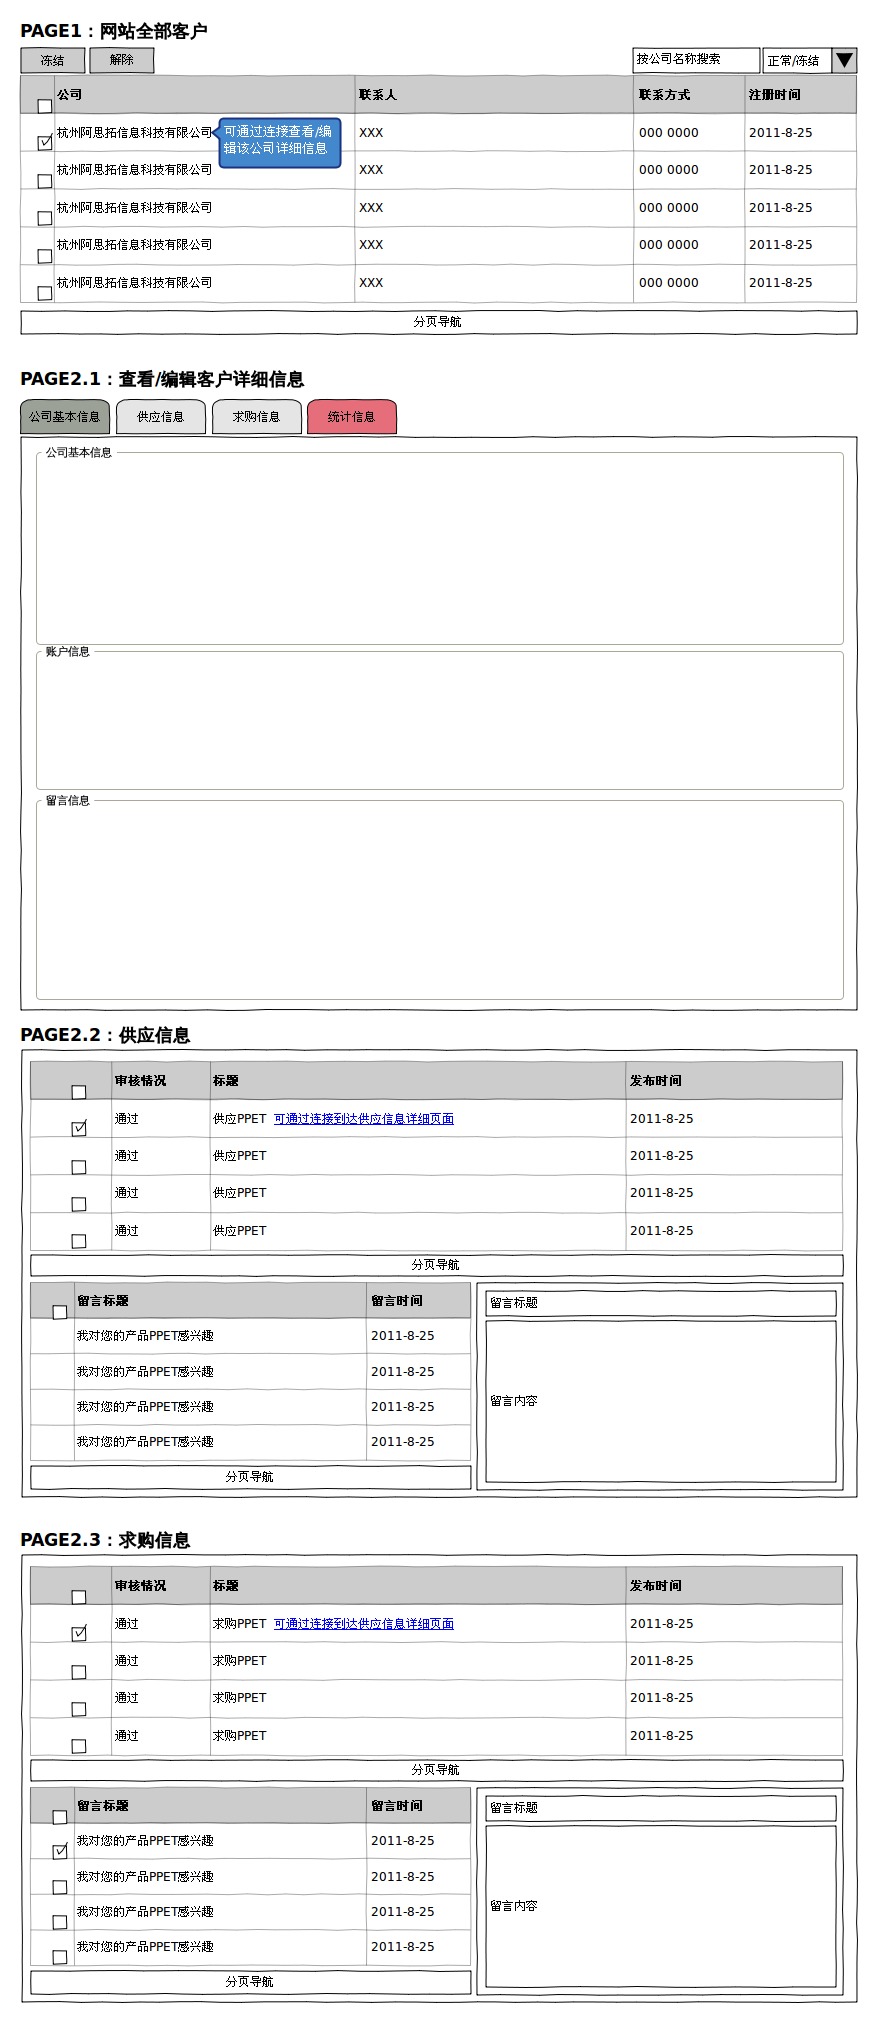 PAGE1：网站全部客户
冻结 解除 按公司名称搜索 正常/冻结
公司 联系人 联系方式 注册时间
杭州阿思拓信息科技有限公司 XXX 000 0000 2011-8-25
可通过连接查看/编
辑该公司详细信息
杭州阿思拓信息科技有限公司 XXX 000 0000 2011-8-25
杭州阿思拓信息科技有限公司 XXX 000 0000 2011-8-25
杭州阿思拓信息科技有限公司 XXX 000 0000 2011-8-25
杭州阿思拓信息科技有限公司 XXX 000 0000 2011-8-25
分页导航
PAGE2.1：查看/编辑客户详细信息
公司基本信息 供应信息 求购信息 统计信息
公司基本信息
账户信息
留言信息
PAGE2.2：供应信息
审核情况 标题 发布时间
通过 供应PPET 可通过连接到达供应信息详细页面 2011-8-25
通过 供应PPET 2011-8-25
通过 供应PPET 2011-8-25
通过 供应PPET 2011-8-25
分页导航
留言标题 留言时间
我对您的产品PPET感兴趣 2011-8-25
我对您的产品PPET感兴趣 2011-8-25
我对您的产品PPET感兴趣 2011-8-25
我对您的产品PPET感兴趣 2011-8-25
分页导航
留言标题
留言内容
PAGE2.3：求购信息
审核情况 标题 发布时间
通过 求购PPET 可通过连接到达供应信息详细页面 2011-8-25
通过 求购PPET 2011-8-25
通过 求购PPET 2011-8-25
通过 求购PPET 2011-8-25
分页导航
留言标题 留言时间
我对您的产品PPET感兴趣 2011-8-25
我对您的产品PPET感兴趣 2011-8-25
我对您的产品PPET感兴趣 2011-8-25
我对您的产品PPET感兴趣 2011-8-25
分页导航
留言标题
留言内容